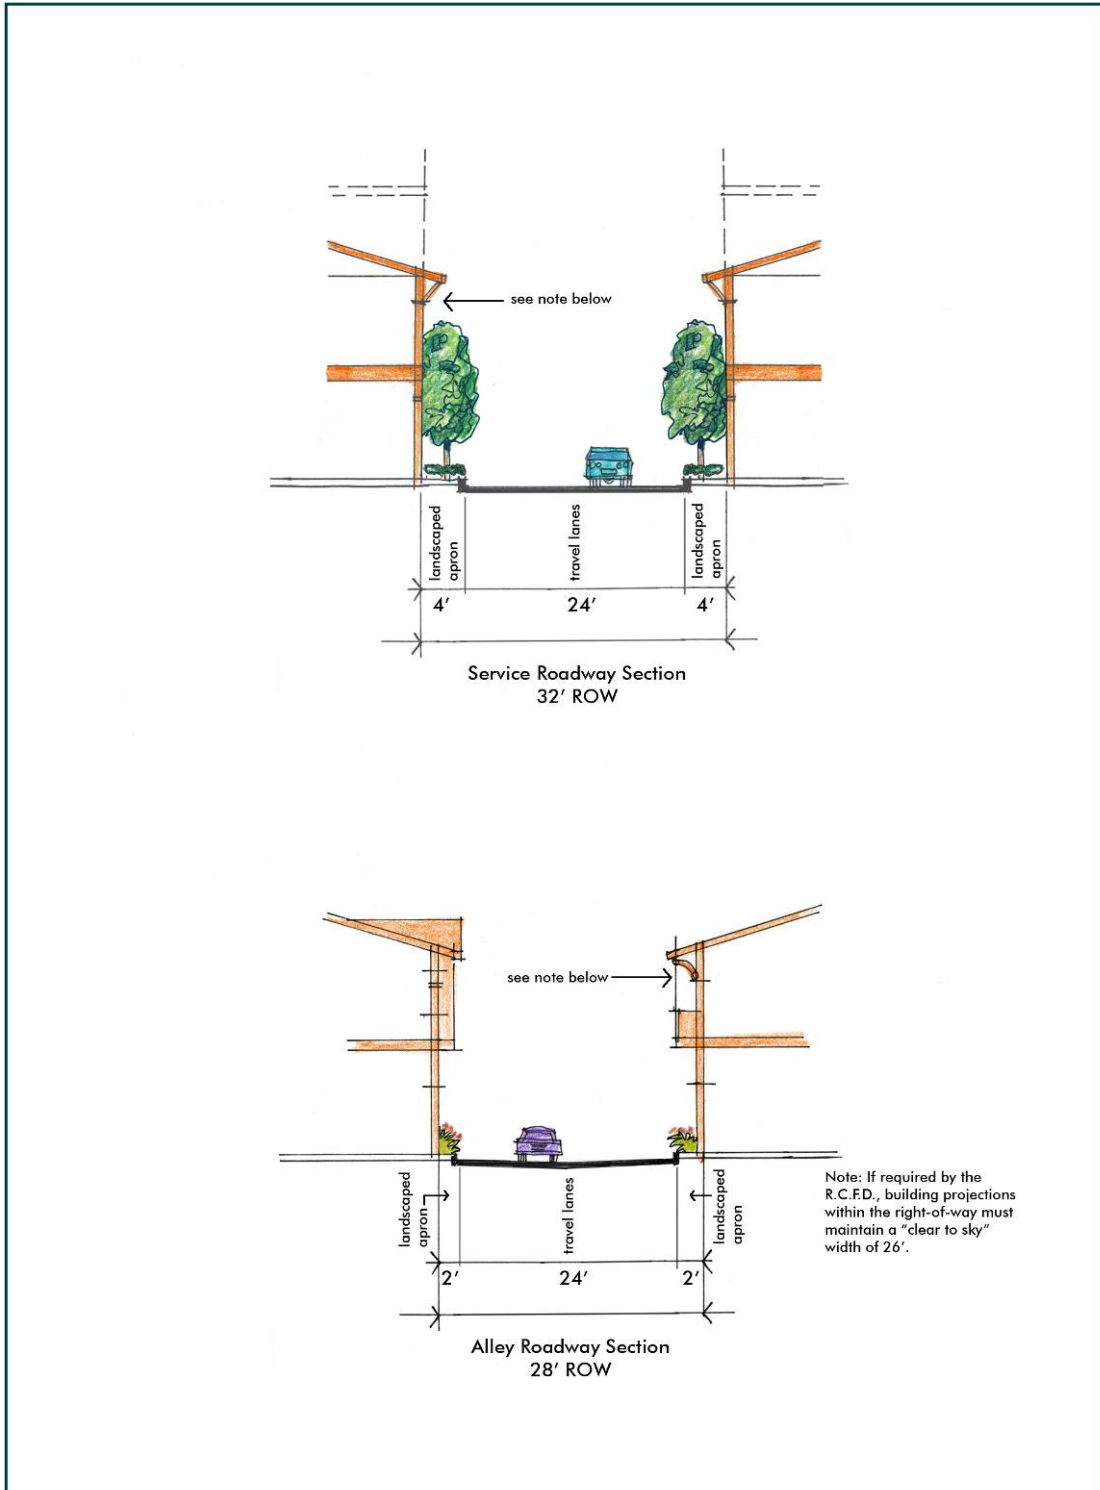 see note below
landscaped
apron
travel lanes
landscaped
apron
4’
24’
4’
Service Roadway Section
32’ ROW
see note below
landscaped
apron
travel lanes
landscaped
apron
2’
24’
2’
Note: If required by the
R.C.F.D., building projections
within the right-of-way must
maintain a “clear to sky”
width of 26’.
Alley Roadway Section
28’ ROW